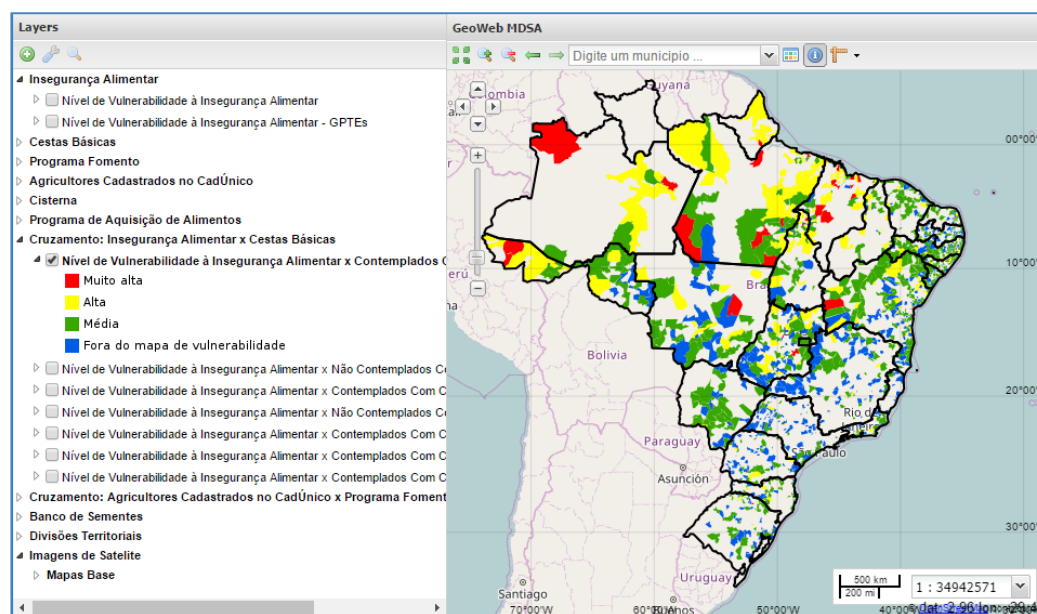 Layers
Insegurança Alimentar
Nível de Vulnerabilidade à Insegurança Alimentar
Nível de Vulnerabilidade à Insegurança Alimentar - GPTEs
Cestas Básicas
Programa Fomento
Agricultores Cadastrados no CadÚnico
Cisterna
Programa de Aquisição de Alimentos
Cruzamento: Insegurança Alimentar x Cestas Básicas
Nível de Vulnerabilidade à Insegurança Alimentar x Contemplados C
Muito alta
Alta
Média
Fora do mapa de vulnerabilidade
Nível de Vulnerabilidade à Insegurança Alimentar x Não Contemplados C
Nível de Vulnerabilidade à Insegurança Alimentar x Contemplados Com C
Nível de Vulnerabilidade à Insegurança Alimentar x Não Contemplados C
Nível de Vulnerabilidade à Insegurança Alimentar x Contemplados Com C
Nível de Vulnerabilidade à Insegurança Alimentar x Contemplados Com C
Nível de Vulnerabilidade à Insegurança Alimentar x Contemplados Com C
Cruzamento: Agricultores Cadastrados no CadÚnico x Programa Foment
Banco de Sementes
Divisões Territoriais
Imagens de Satelite
Mapas Base
GeoWeb MDSA
Digite um municipio ...
Colombia
Guyana
00°00'
10°00'
Bolivia
20°00'
Rio d
Paraguay
São Paulo
Asunción
30°00'
Uruguay
Santiago
500 km
200 mi
1 : 34942571
70°00'W
60°00'W
50°00'W